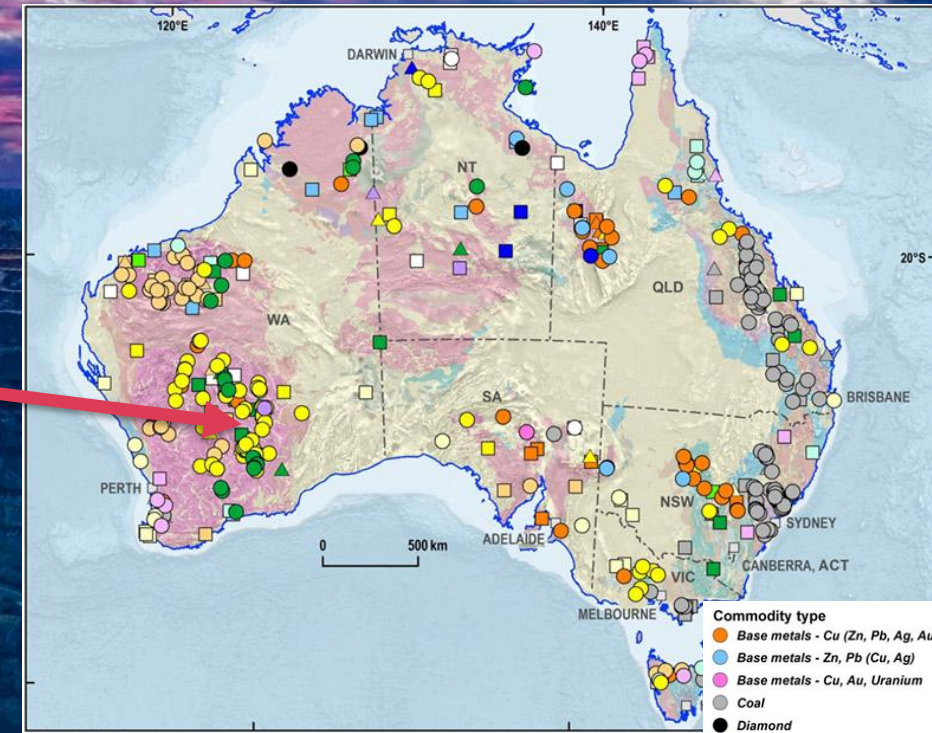 120°E
140°E
DARWIN
NT
20°S
QLD
WA
SA
BRISBANE
PERTH
NSW
SYDNEY
ADELAIDE
0 500 km
CANBERRA, ACT
VIC
MELBOURNE
Commodity type
Base metals - Cu (Zn, Pb, Ag, Au
Base metals - Zn, Pb (Cu, Ag)
Base metals - Cu, Au, Uranium
Coal
Diamond